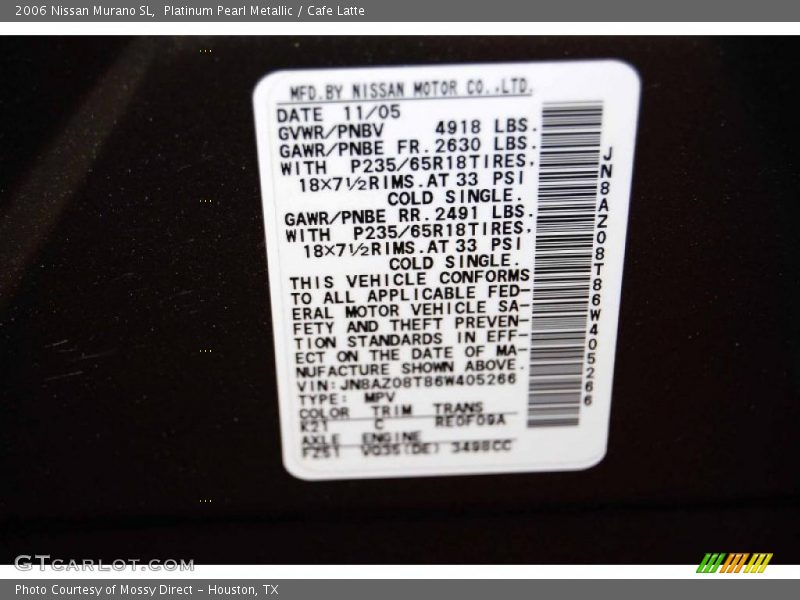 2006 Nissan Murano SL, Platinum Pearl Metallic / Cafe Latte
MFD.BY NISSAN MOTOR CO.,LTD.
DATE 11/05
GVWR/PNBV 4918 LBS.
GAWR/PNBE FR.2630 LBS.
WITH P235/65R18TIRES,
18×7½RIMS.AT 33 PSI
COLD SINGLE.
GAWR/PNBE RR.2491 LBS.
WITH P235/65R18TIRES,
18×7½RIMS.AT 33 PSI
COLD SINGLE.
THIS VEHICLE CONFORMS
TO ALL APPLICABLE FED-
ERAL MOTOR VEHICLE SA-
FETY AND THEFT PREVEN-
TION STANDARDS IN EFF-
ECT ON THE DATE OF MA-
NUFACTURE SHOWN ABOVE.
VIN:JN8AZ08T86W405266
TYPE: MPV
COLOR TRIM TRANS
K21 C RE0F09A
AXLE ENGINE
FZ51 VQ35(DE) 3498CC
JN8AZ08T86W405266
GTCARLOT.COM
Photo Courtesy of Mossy Direct - Houston, TX